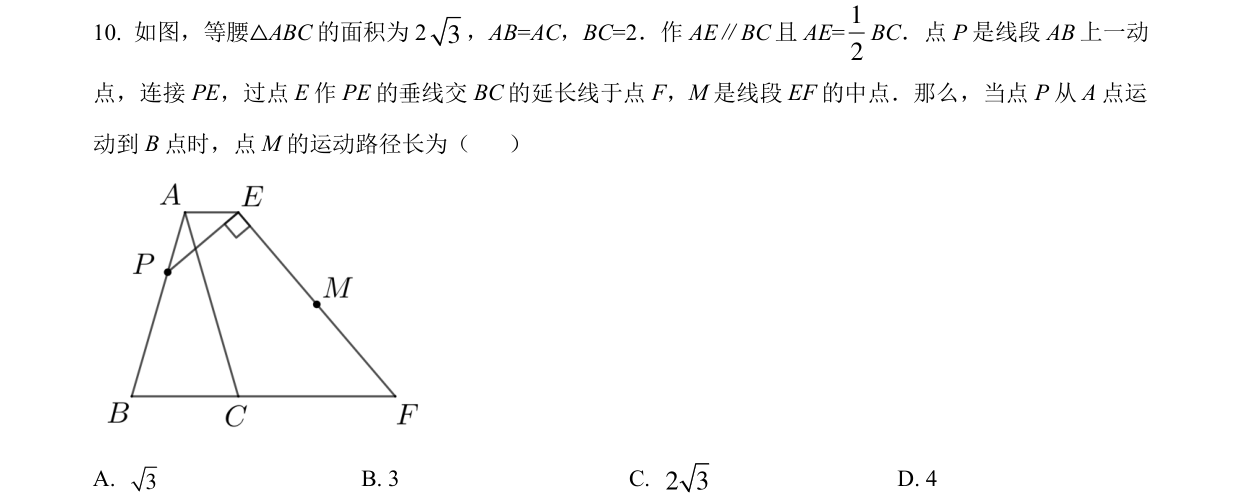 10. 如图，等腰△ABC的面积为2√3，AB=AC，BC=2．作AE∥BC且AE=1/2BC．点P是线段AB上一动
点，连接PE，过点E作PE的垂线交BC的延长线于点F，M是线段EF的中点．那么，当点P从A点运
动到B点时，点M的运动路径长为（　　）
A E
P
M
B C F
A. √3 B. 3 C. 2√3 D. 4